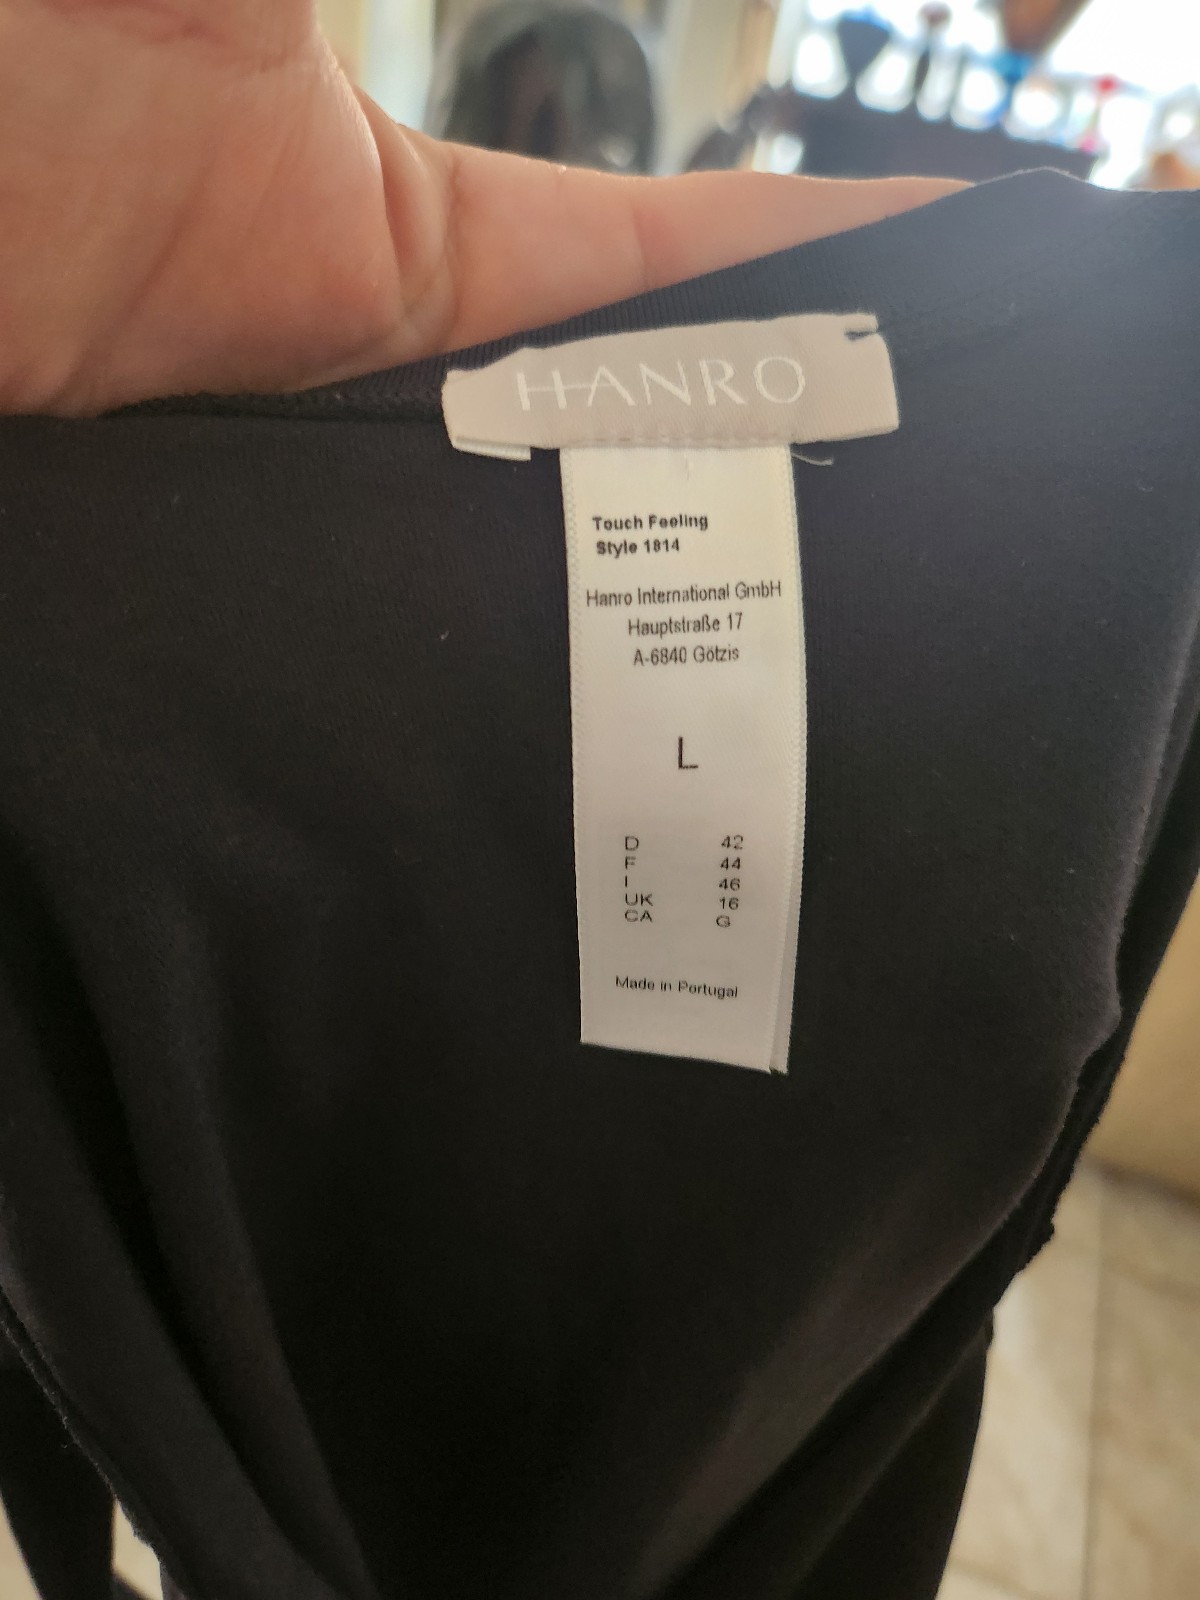 HANRO
Touch Feeling
Style 1814
Hanro International GmbH
Hauptstraße 17
A-6840 Götzis
L
D 42
F 44
I 46
UK 16
CA G
Made in Portugal